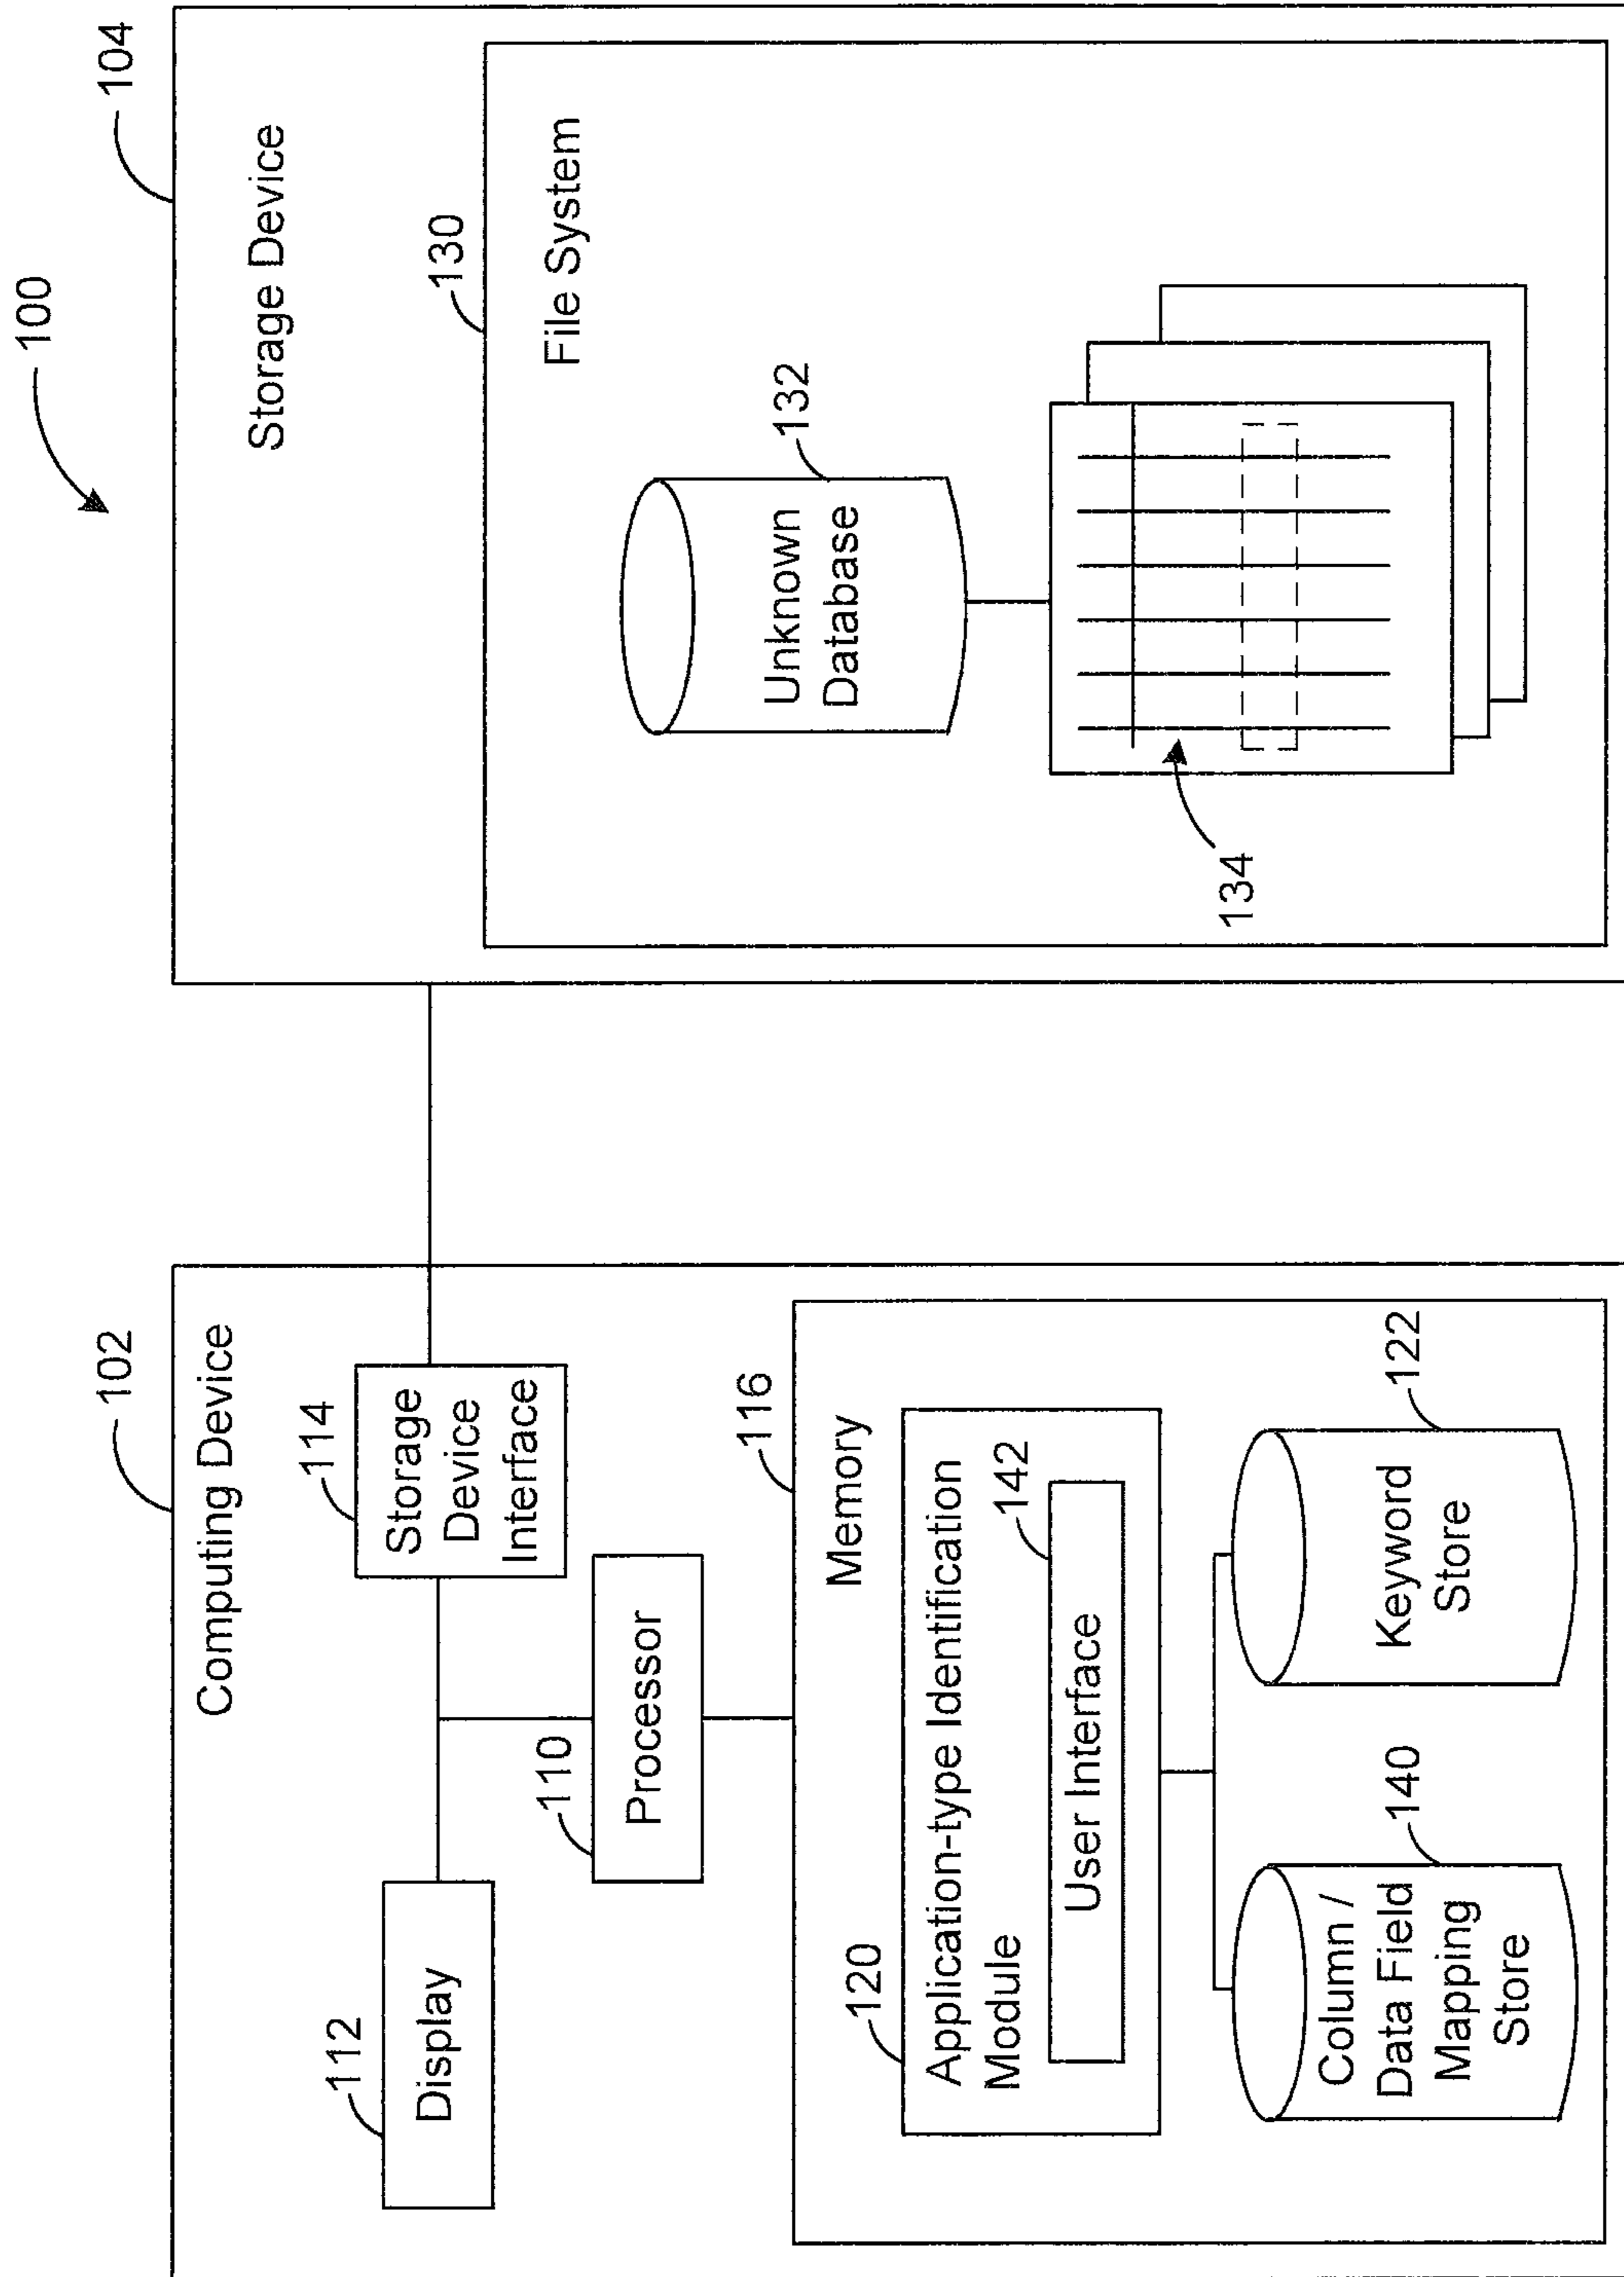 100
102
Computing Device
112
Display
114
Storage
Device
Interface
110
Processor
116
Memory
120
Application-type Identification
Module
142
User Interface
140
Column /
Data Field
Mapping
Store
122
Keyword
Store
104
Storage Device
130
File System
132
Unknown
Database
134